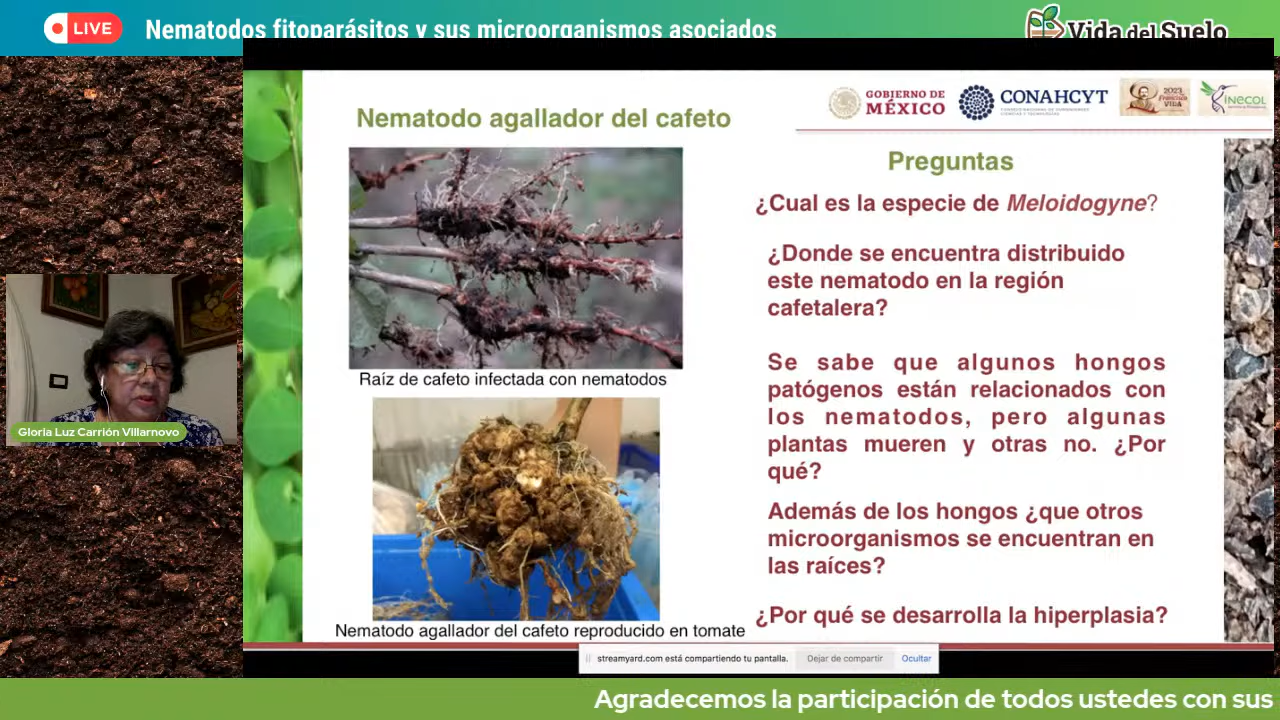 LIVE
Nematodos fitoparásitos y sus microorganismos asociados
Vida del Suelo
Nematodo agallador del cafeto
GOBIERNO DE
MÉXICO
CONAHCYT
2023
Francisco
VILLA
INECOL
Preguntas
¿Cual es la especie de Meloidogyne?
¿Donde se encuentra distribuido
este nematodo en la región
cafetalera?
Se sabe que algunos hongos
patógenos están relacionados con
los nematodos, pero algunas
plantas mueren y otras no. ¿Por
qué?
Además de los hongos ¿que otros
microorganismos se encuentran en
las raíces?
¿Por qué se desarrolla la hiperplasia?
Raíz de cafeto infectada con nematodos
Nematodo agallador del cafeto reproducido en tomate
Gloria Luz Carrión Villarnovo
streamyard.com está compartiendo tu pantalla.
Dejar de compartir
Ocultar
Agradecemos la participación de todos ustedes con sus